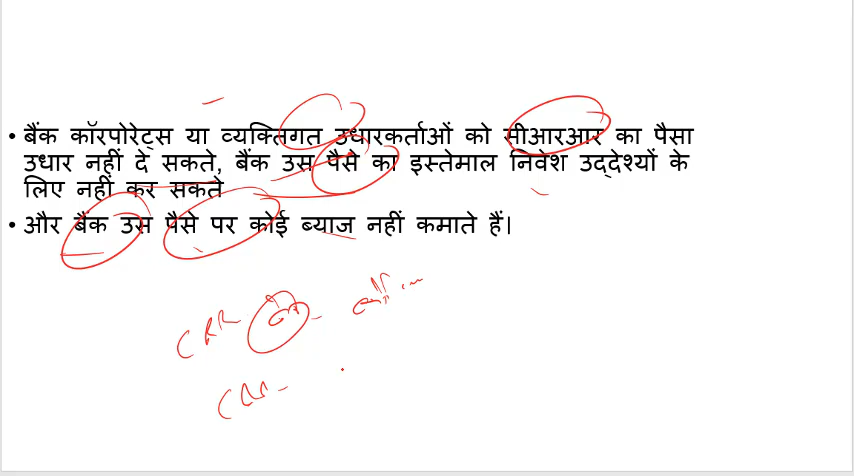 • बैंक कॉरपोरेट्स या व्यक्तिगत उधारकर्ताओं को सीआरआर का पैसा
उधार नहीं दे सकते, बैंक उस पैसे का इस्तेमाल निवेश उद्देश्यों के
लिए नहीं कर सकते
• और बैंक उस पैसे पर कोई ब्याज नहीं कमाते हैं।
CRR
CRR